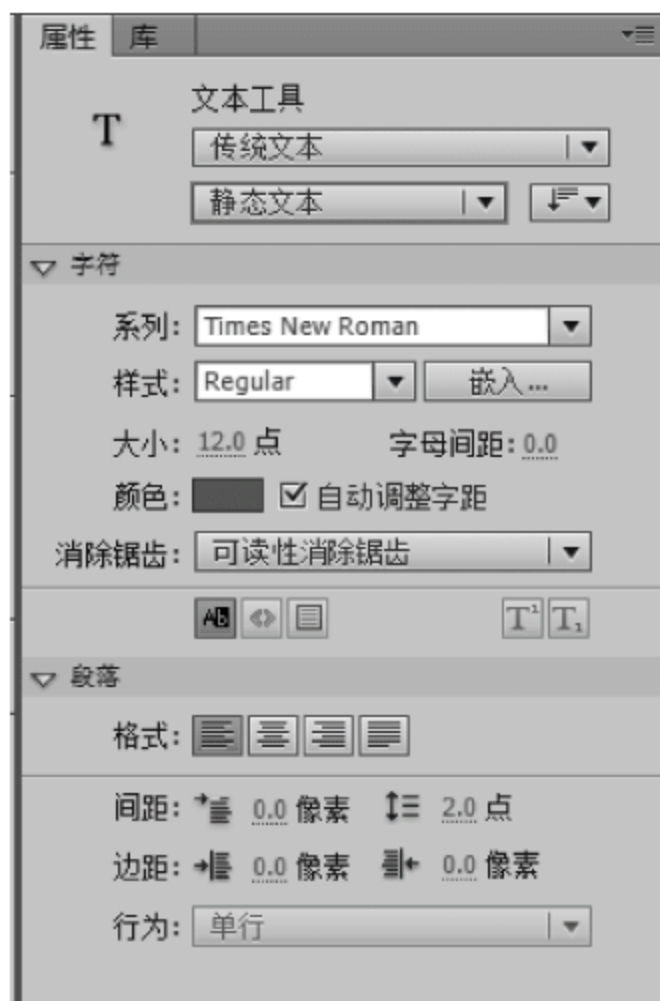 属性 库
T 文本工具
传统文本
静态文本
字符
系列: Times New Roman
样式: Regular 嵌入...
大小: 12.0 点 字母间距: 0.0
颜色: 自动调整字距
消除锯齿: 可读性消除锯齿
Ab <> T¹ T₁
段落
格式:
间距: 0.0 像素 2.0 点
边距: 0.0 像素 0.0 像素
行为: 单行